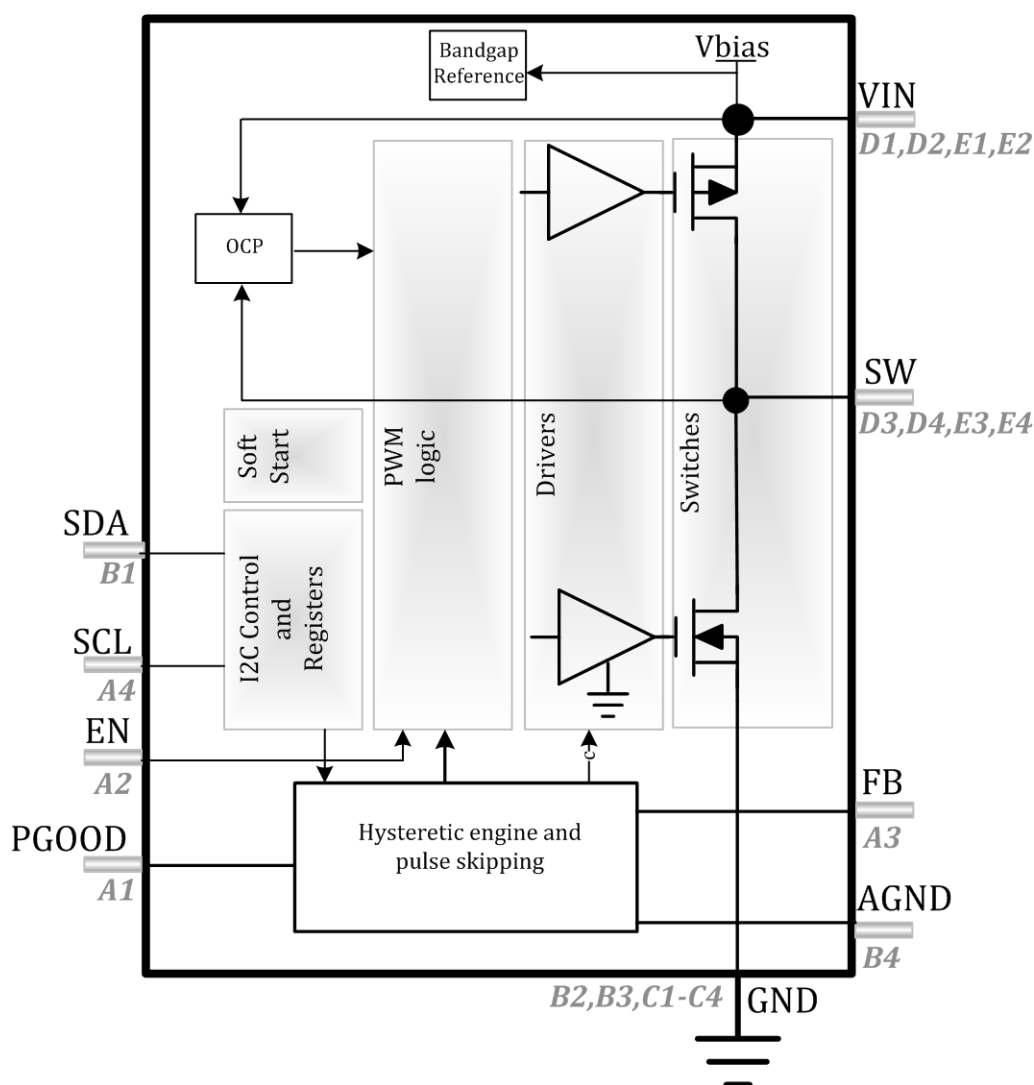 Bandgap
Reference
Vbias
VIN
D1,D2,E1,E2
OCP
SW
D3,D4,E3,E4
Soft
Start
PWM
logic
Drivers
Switches
SDA
B1
I2C Control
and
Registers
SCL
A4
EN
A2
c
FB
A3
PGOOD
A1
Hysteretic engine and
pulse skipping
AGND
B4
B2,B3,C1-C4
GND